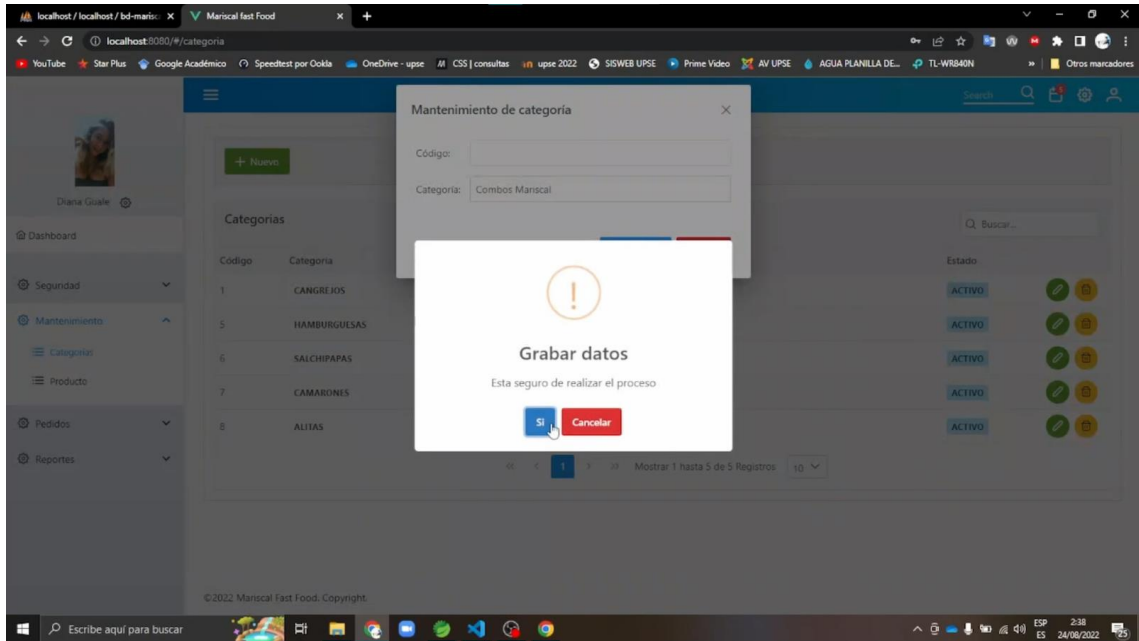 localhost / localhost / bd-marisc
Mariscal fast Food
localhost:8080/#/categoria
YouTube
Star Plus
Google Académico
Speedtest por Ookla
OneDrive - upse
CSS | consultas
upse 2022
SISWEB UPSE
Prime Video
AV UPSE
AGUA PLANILLA DE...
TL-WR840N
Otros marcadores
Search
Mantenimiento de categoría
Código:
Categoría: Combos Mariscal
+ Nuevo
Diana Guale
Dashboard
Seguridad
Mantenimiento
Categorias
Producto
Pedidos
Reportes
Categorias
Buscar...
Código Categoria Estado
1 CANGREJOS ACTIVO
5 HAMBURGUESAS ACTIVO
6 SALCHIPAPAS ACTIVO
7 CAMARONES ACTIVO
8 ALITAS ACTIVO
Grabar datos
Esta seguro de realizar el proceso
Si Cancelar
« < 1 > » Mostrar 1 hasta 5 de 5 Registros 10
©2022 Mariscal Fast Food. Copyright.
Escribe aquí para buscar
ESP 2:38
ES 24/08/2022